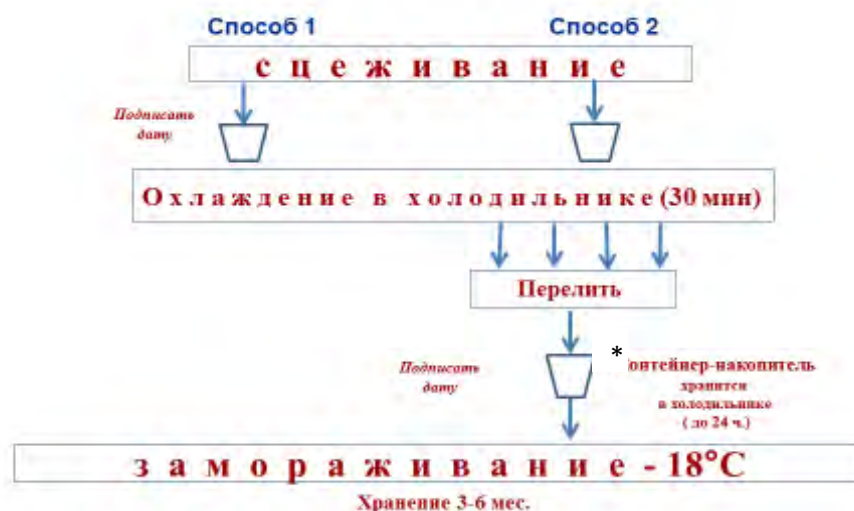 Способ 1 Способ 2
сцеживание
Подписать
дату
Охлаждение в холодильнике (30 мин)
Перелить
Подписать
дату
* онтейнер-накопитель
хранится
в холодильнике
( до 24 ч.)
замораживание - 18°C
Хранение 3-6 мес.